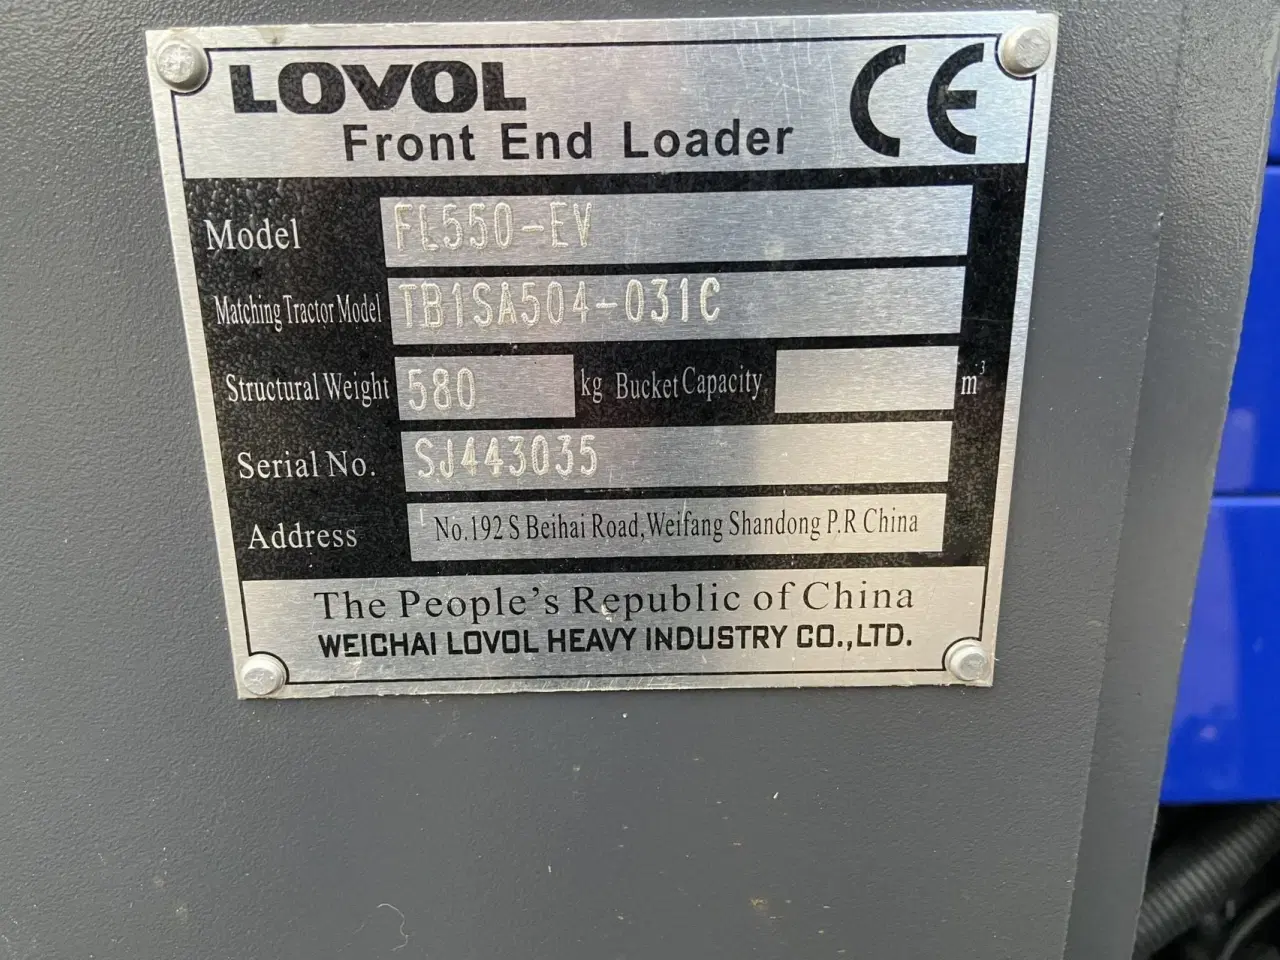 LOVOL CE
Front End Loader
Model FL550-EV
Matching Tractor Model TB1SA504-031C
Structural Weight 580 kg Bucket Capacity m³
Serial No. SJ443035
Address No.192 S Beihai Road,Weifang Shandong P.R China
The People's Republic of China
WEICHAI LOVOL HEAVY INDUSTRY CO.,LTD.